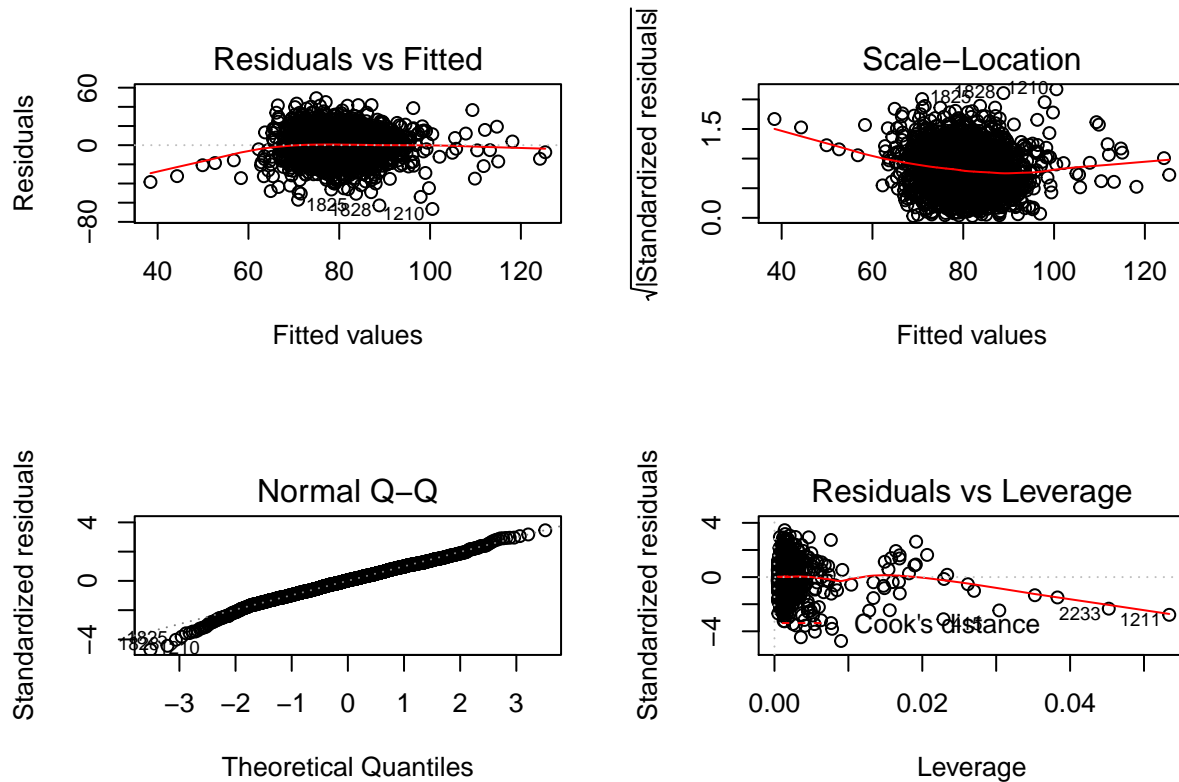 Residuals vs Fitted
Residuals
60
0
−80
1825
1828
1210
40 60 80 100 120
Fitted values
Scale−Location
√|Standardized residuals|
1.5
0.0
1825
1828
1210
40 60 80 100 120
Fitted values
Normal Q−Q
Standardized residuals
4
0
−4
1825
1210
−3 −2 −1 0 1 2 3
Theoretical Quantiles
Residuals vs Leverage
Standardized residuals
4
0
−4
Cook's distance
2233
1211
0.00 0.02 0.04
Leverage